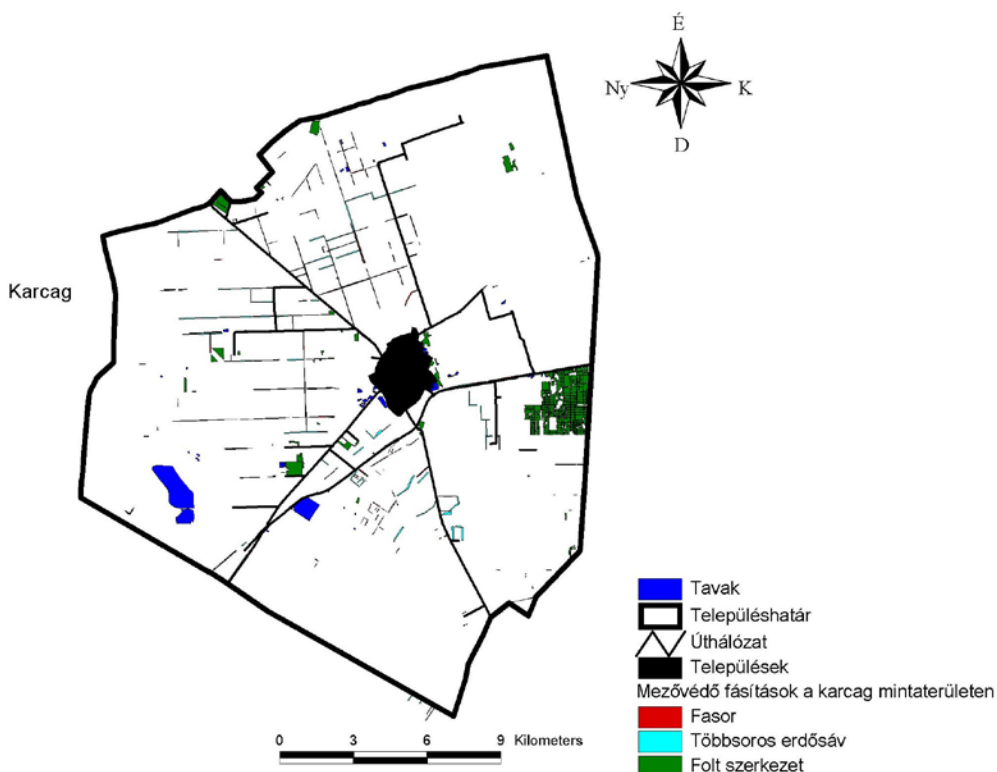 É
Ny K
D
Karcag
Tavak
Településhatár
Úthálózat
Települések
Mezővédő fásítások a karcag mintaterületen
Fasor
Többsoros erdősáv
Folt szerkezet
0 3 6 9 Kilometers